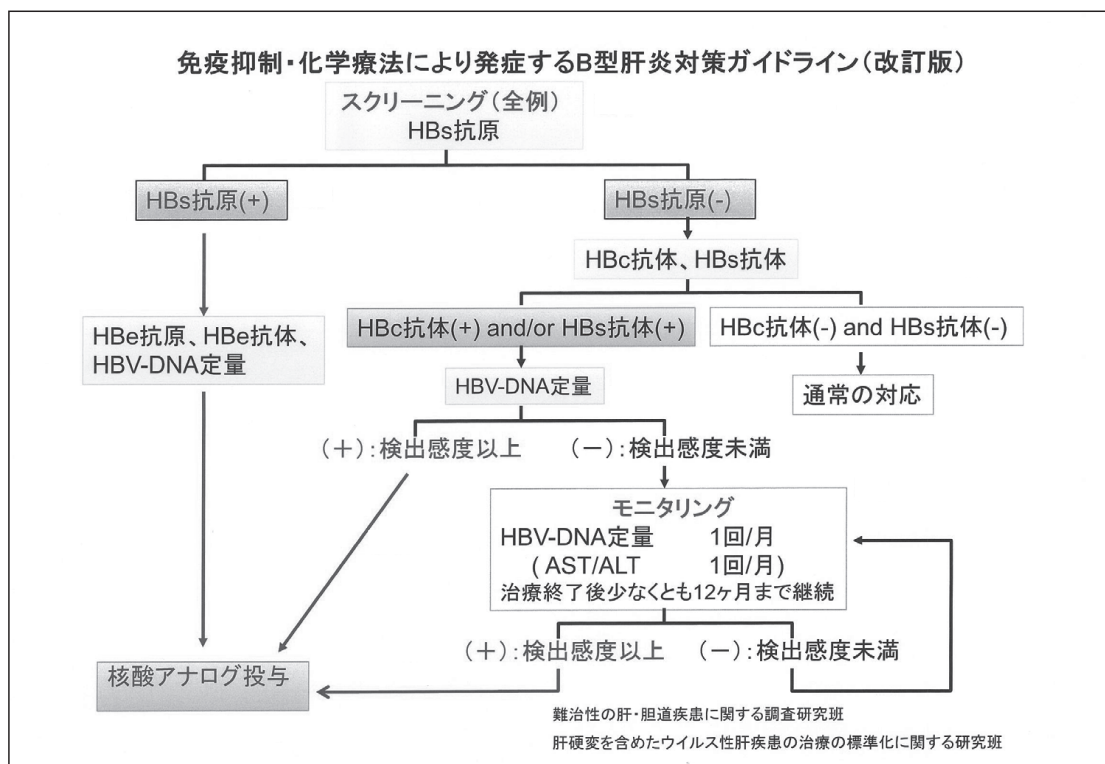 免疫抑制・化学療法により発症するB型肝炎対策ガイドライン(改訂版)
スクリーニング(全例)
HBs抗原
HBs抗原(+)
HBs抗原(-)
HBc抗体、HBs抗体
HBe抗原、HBe抗体、
HBV-DNA定量
HBc抗体(+) and/or HBs抗体(+)
HBc抗体(-) and HBs抗体(-)
HBV-DNA定量
通常の対応
(+):検出感度以上
(-):検出感度未満
モニタリング
HBV-DNA定量 1回/月
(AST/ALT 1回/月)
治療終了後少なくとも12ヶ月まで継続
(+):検出感度以上
(-):検出感度未満
核酸アナログ投与
難治性の肝・胆道疾患に関する調査研究班
肝硬変を含めたウイルス性肝疾患の治療の標準化に関する研究班